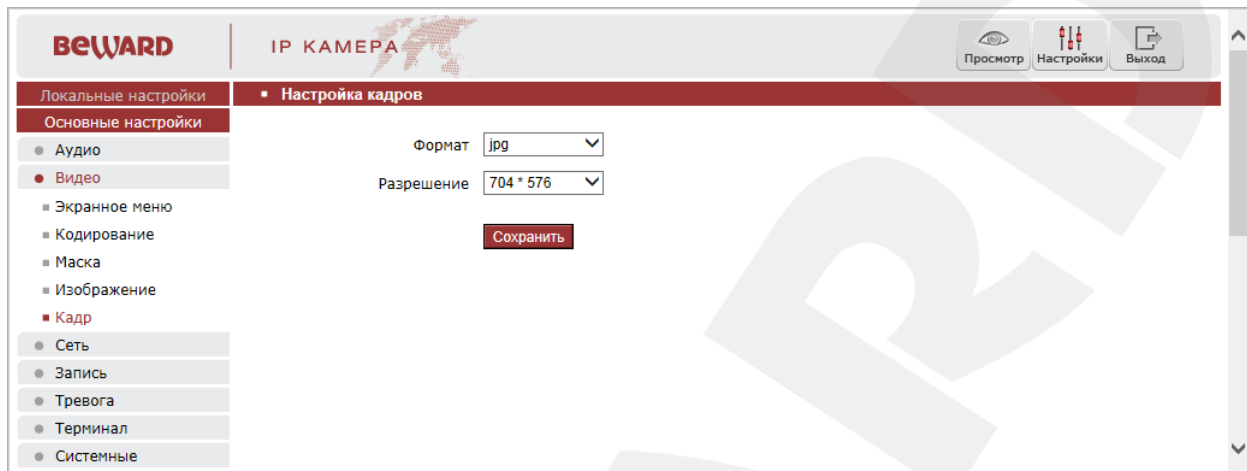 BEWARD
IP КАМЕРА
Просмотр
Настройки
Выход
Локальные настройки
Основные настройки
Аудио
Видео
Экранное меню
Кодирование
Маска
Изображение
Кадр
Сеть
Запись
Тревога
Терминал
Системные
Настройка кадров
Формат jpg
Разрешение 704 * 576
Сохранить